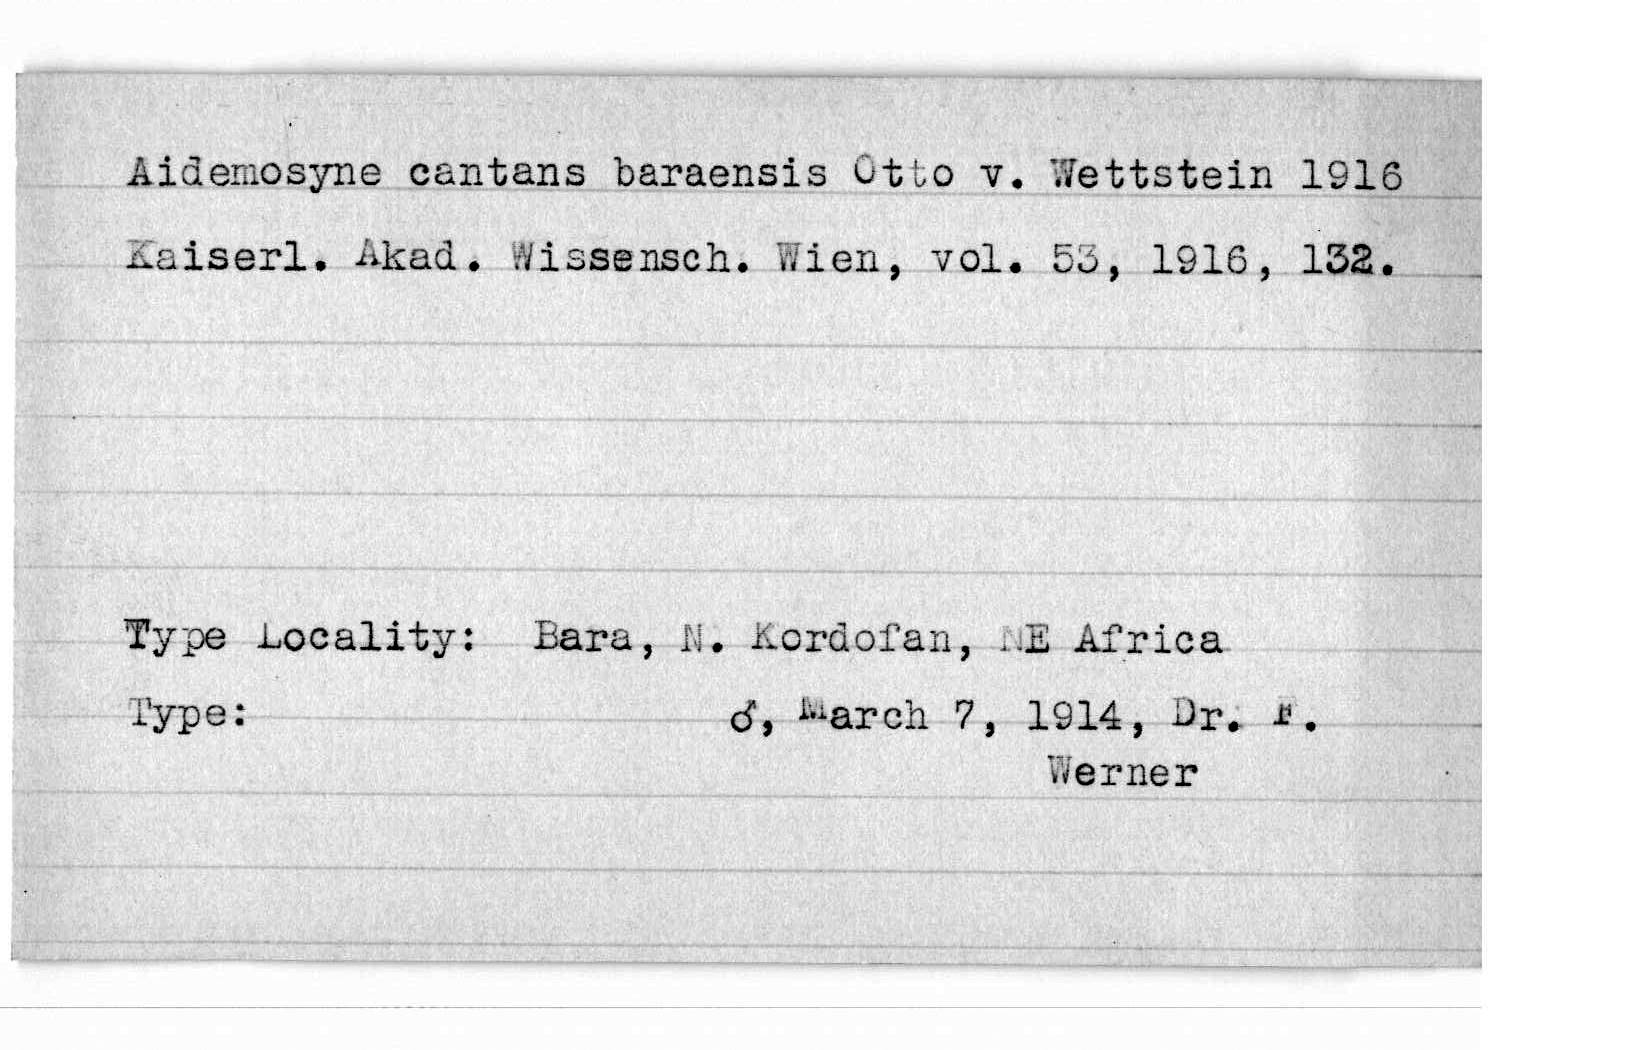 Aidemosyne cantans baraensis Otto v. Wettstein 1916
Kaiserl. Akad. Wissensch. Wien, vol. 53, 1916, 132.
Type Locality: Bara, N. Kordofan, NE Africa
Type: ♂, March 7, 1914, Dr. F.
Werner